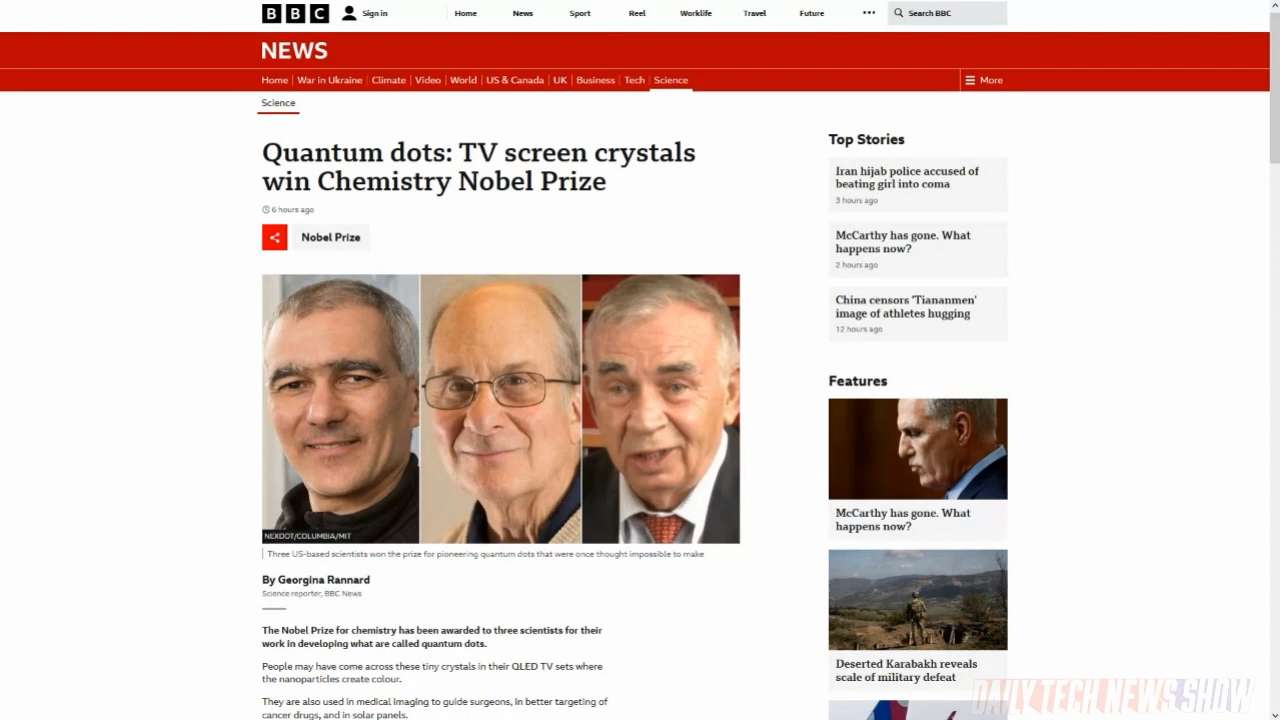 BBC
Sign in
Home
News
Sport
Reel
Worklife
Travel
Future
Search BBC
NEWS
Home
War in Ukraine
Climate
Video
World
US & Canada
UK
Business
Tech
Science
More
Science
Quantum dots: TV screen crystals
win Chemistry Nobel Prize
6 hours ago
Nobel Prize
NEXDOT/COLUMBIA/MIT
Three US-based scientists won the prize for pioneering quantum dots that were once thought impossible to make
By Georgina Rannard
Science reporter, BBC News
The Nobel Prize for chemistry has been awarded to three scientists for their
work in developing what are called quantum dots.
People may have come across these tiny crystals in their QLED TV sets where
the nanoparticles create colour.
They are also used in medical imaging to guide surgeons, in better targeting of
cancer drugs, and in solar panels.
Top Stories
Iran hijab police accused of
beating girl into coma
3 hours ago
McCarthy has gone. What
happens now?
2 hours ago
China censors 'Tiananmen'
image of athletes hugging
12 hours ago
Features
McCarthy has gone. What
happens now?
Deserted Karabakh reveals
scale of military defeat
DAILY TECH NEWS SHOW